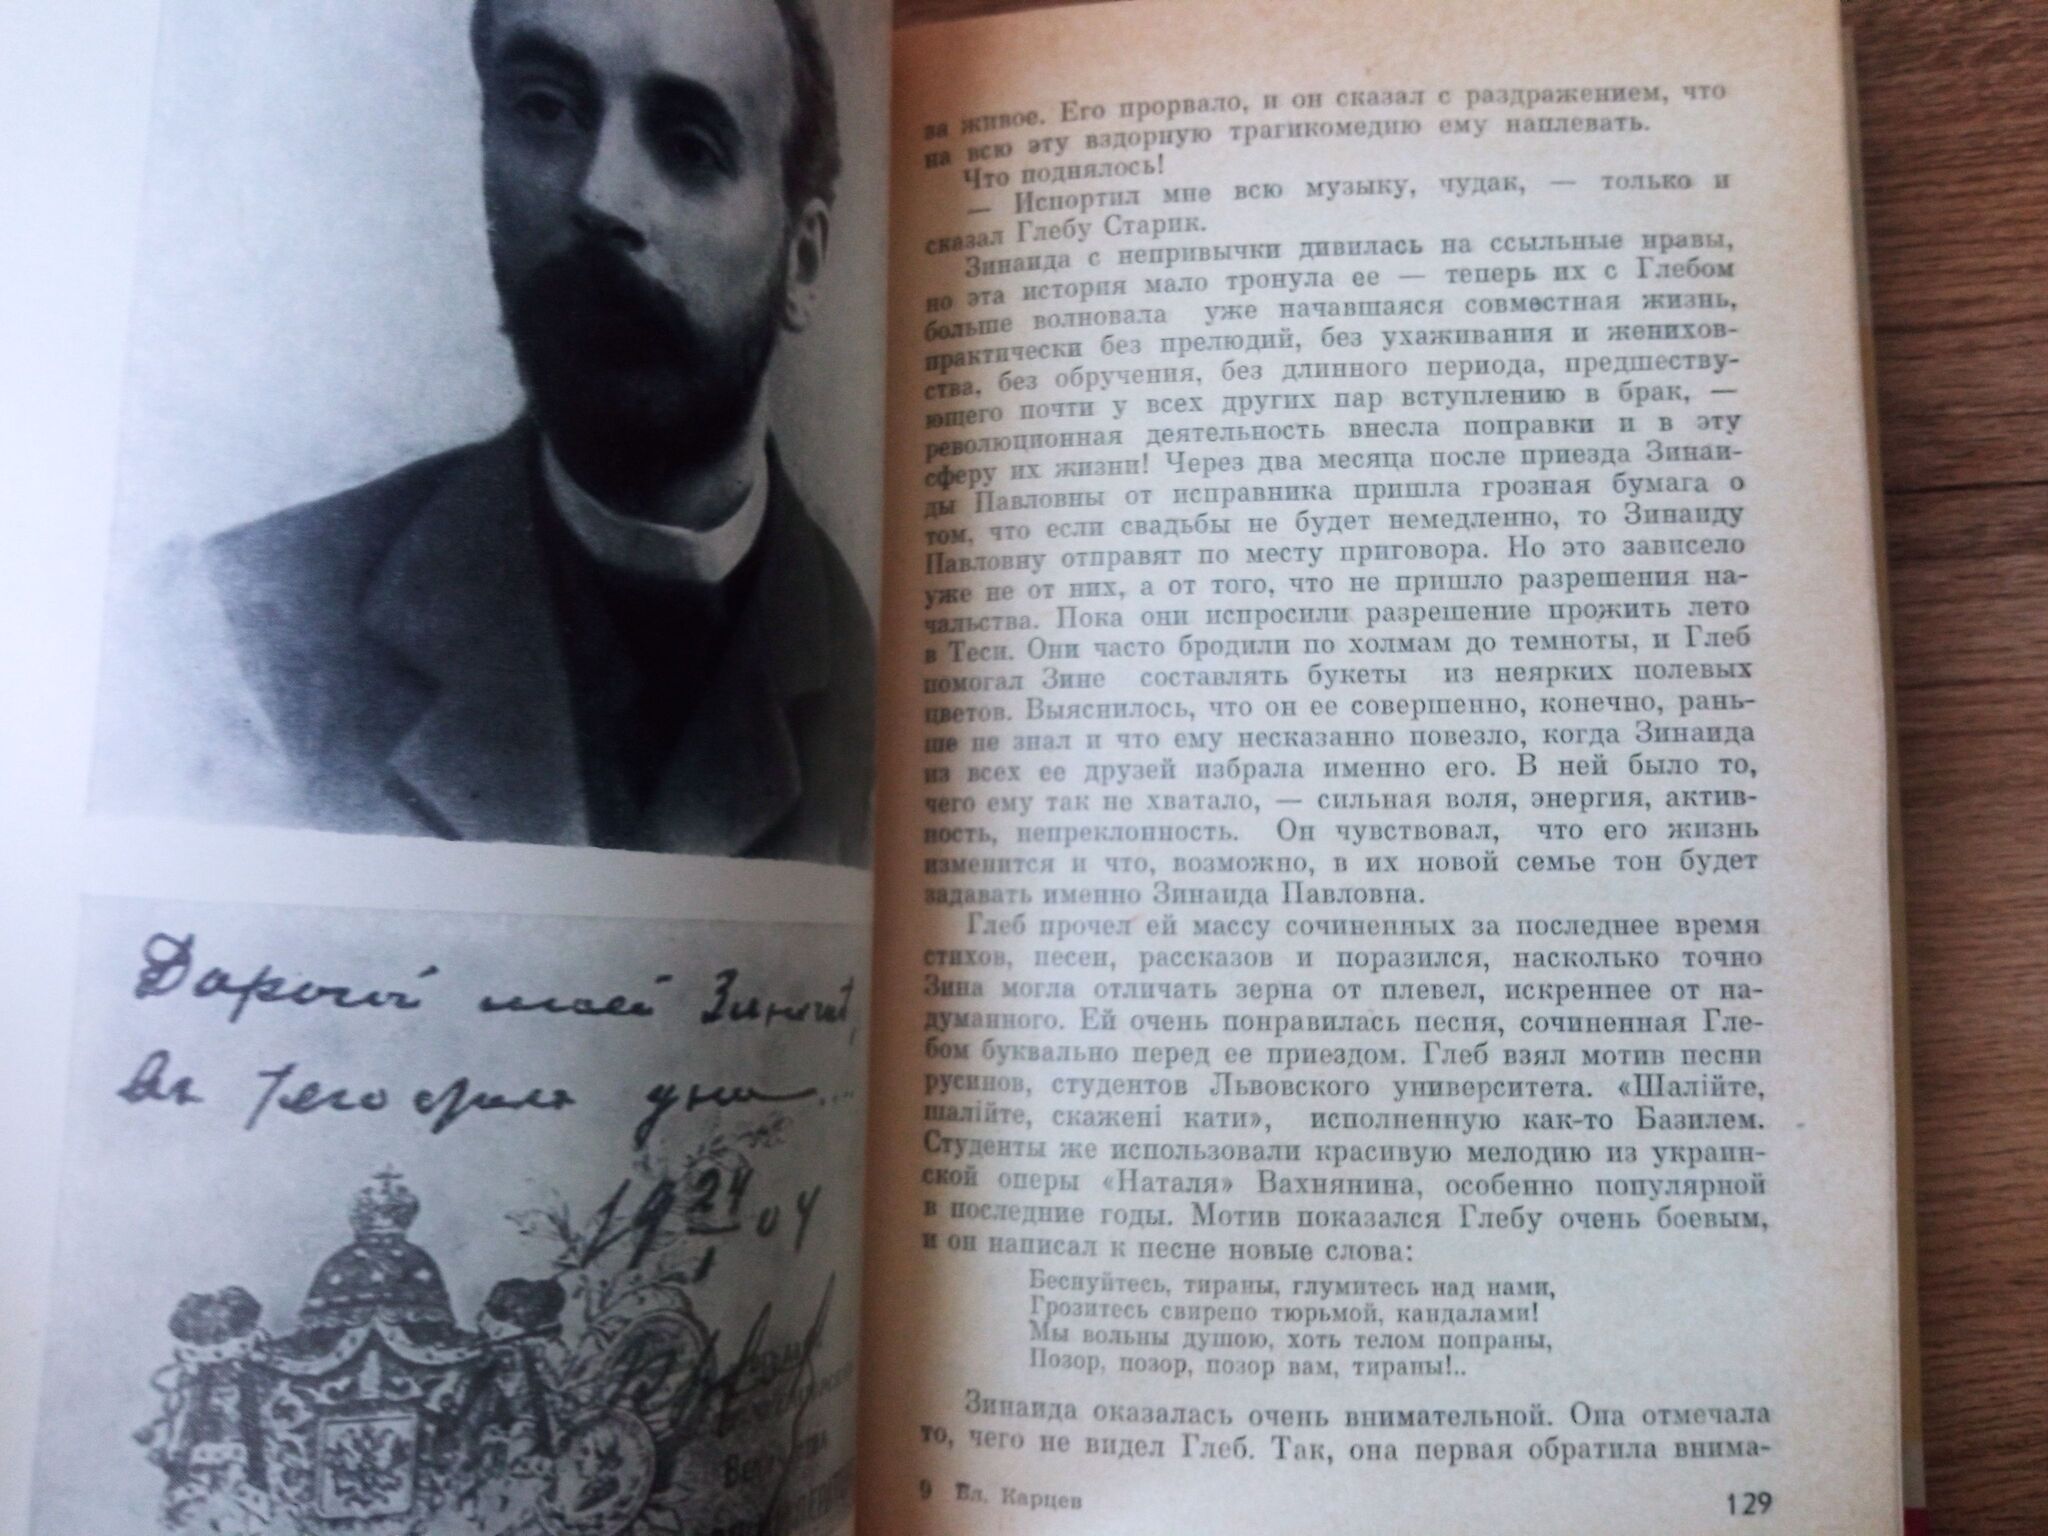 Дорогой моей Зиночке,
1904
за живое. Его прорвало, и он сказал с раздражением, что
на всю эту вздорную трагикомедию ему наплевать.
Что поднялось!
— Испортил мне всю музыку, чудак, — только и
сказал Глебу Старик.
Зинаида с непривычки дивилась на ссыльные нравы,
но эта история мало тронула ее — теперь их с Глебом
больше волновала уже начавшаяся совместная жизнь,
практически без прелюдий, без ухаживания и женихов-
ства, без обручения, без длинного периода, предшеству-
ющего почти у всех других пар вступлению в брак, —
революционная деятельность внесла поправки и в эту
сферу их жизни! Через два месяца после приезда Зинаи-
ды Павловны от исправника пришла грозная бумага о
том, что если свадьбы не будет немедленно, то Зинаиду
Павловну отправят по месту приговора. Но это зависело
уже не от них, а от того, что не пришло разрешения на-
чальства. Пока они испросили разрешение прожить лето
в Теси. Они часто бродили по холмам до темноты, и Глеб
помогал Зине составлять букеты из неярких полевых
цветов. Выяснилось, что он ее совершенно, конечно, рань-
ше не знал и что ему несказанно повезло, когда Зинаида
из всех ее друзей избрала именно его. В ней было то,
чего ему так не хватало, — сильная воля, энергия, актив-
ность, непреклонность. Он чувствовал, что его жизнь
изменится и что, возможно, в их новой семье тон будет
задавать именно Зинаида Павловна.
Глеб прочел ей массу сочиненных за последнее время
стихов, песен, рассказов и поразился, насколько точно
Зина могла отличать зерна от плевел, искреннее от на-
думанного. Ей очень понравилась песня, сочиненная Гле-
бом буквально перед ее приездом. Глеб взял мотив песни
русинов, студентов Львовского университета. «Шалійте,
шалійте, скажені кати», исполненную как-то Базилем.
Студенты же использовали красивую мелодию из украин-
ской оперы «Наталя» Вахнянина, особенно популярной
в последние годы. Мотив показался Глебу очень боевым,
и он написал к песне новые слова:
Беснуйтесь, тираны, глумитесь над нами,
Грозитесь свирепо тюрьмой, кандалами!
Мы вольны душою, хоть телом попраны,
Позор, позор, позор вам, тираны!..
Зинаида оказалась очень внимательной. Она отмечала
то, чего не видел Глеб. Так, она первая обратила внима-
9 Вл. Карцев
129